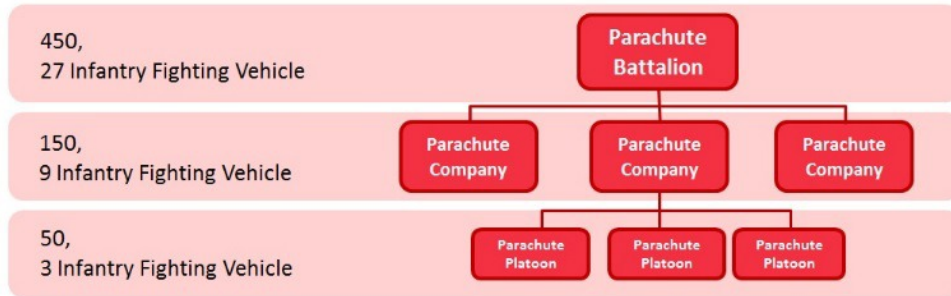 450,
27 Infantry Fighting Vehicle
Parachute
Battalion
150,
9 Infantry Fighting Vehicle
Parachute
Company
Parachute
Company
Parachute
Company
50,
3 Infantry Fighting Vehicle
Parachute
Platoon
Parachute
Platoon
Parachute
Platoon